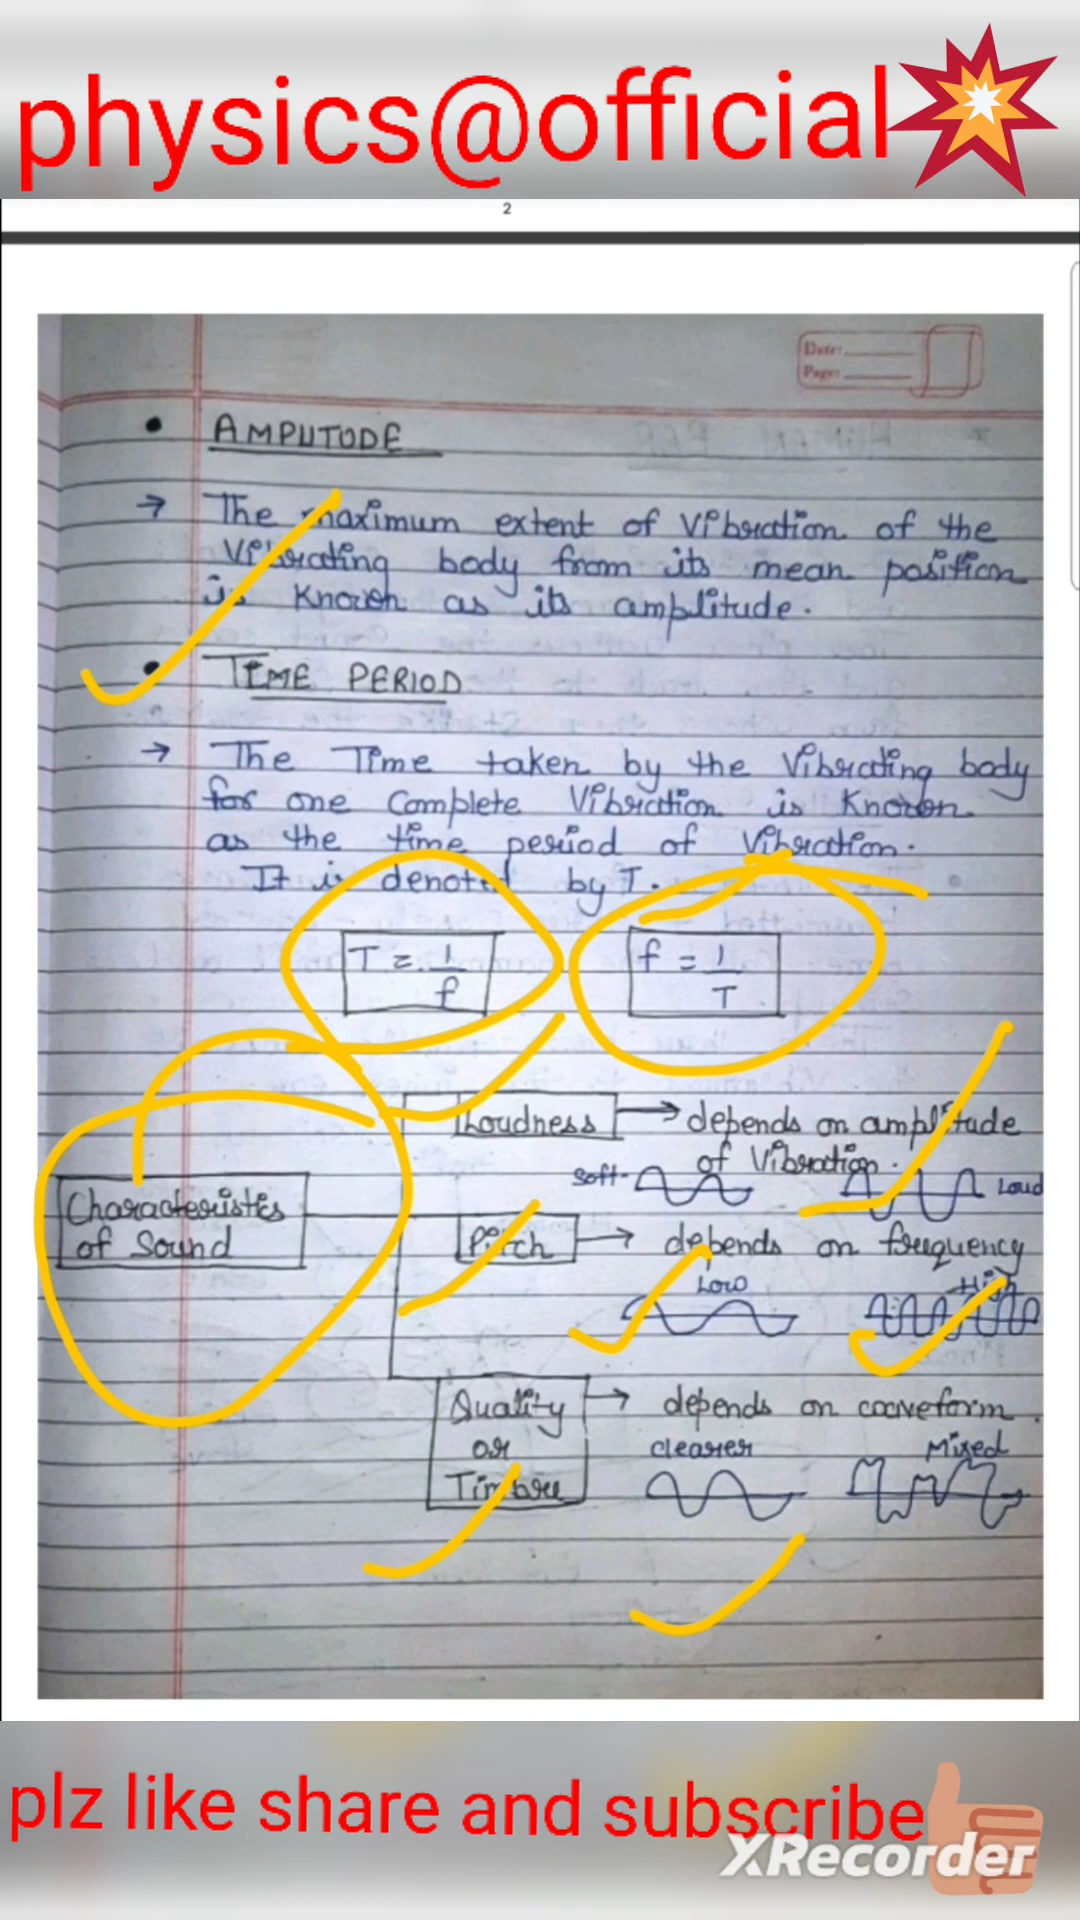 physics@official
2
Date:
Page:
• AMPLITUDE
→ The maximum extent of vibration of the
vibrating body from its mean position
is known as its amplitude.
• TIME PERIOD
→ The Time taken by the vibrating body
for one complete vibration is known
as the time period of vibration.
It is denoted by T.
T = 1/f
f = 1/T
Loudness → depends on amplitude
of vibration.
Soft
Loud
Characteristics
of Sound
Pitch → depends on frequency
Low
High
Quality
or
Timbre
→ depends on waveform.
clearer
Mixed
plz like share and subscribe
XRecorder